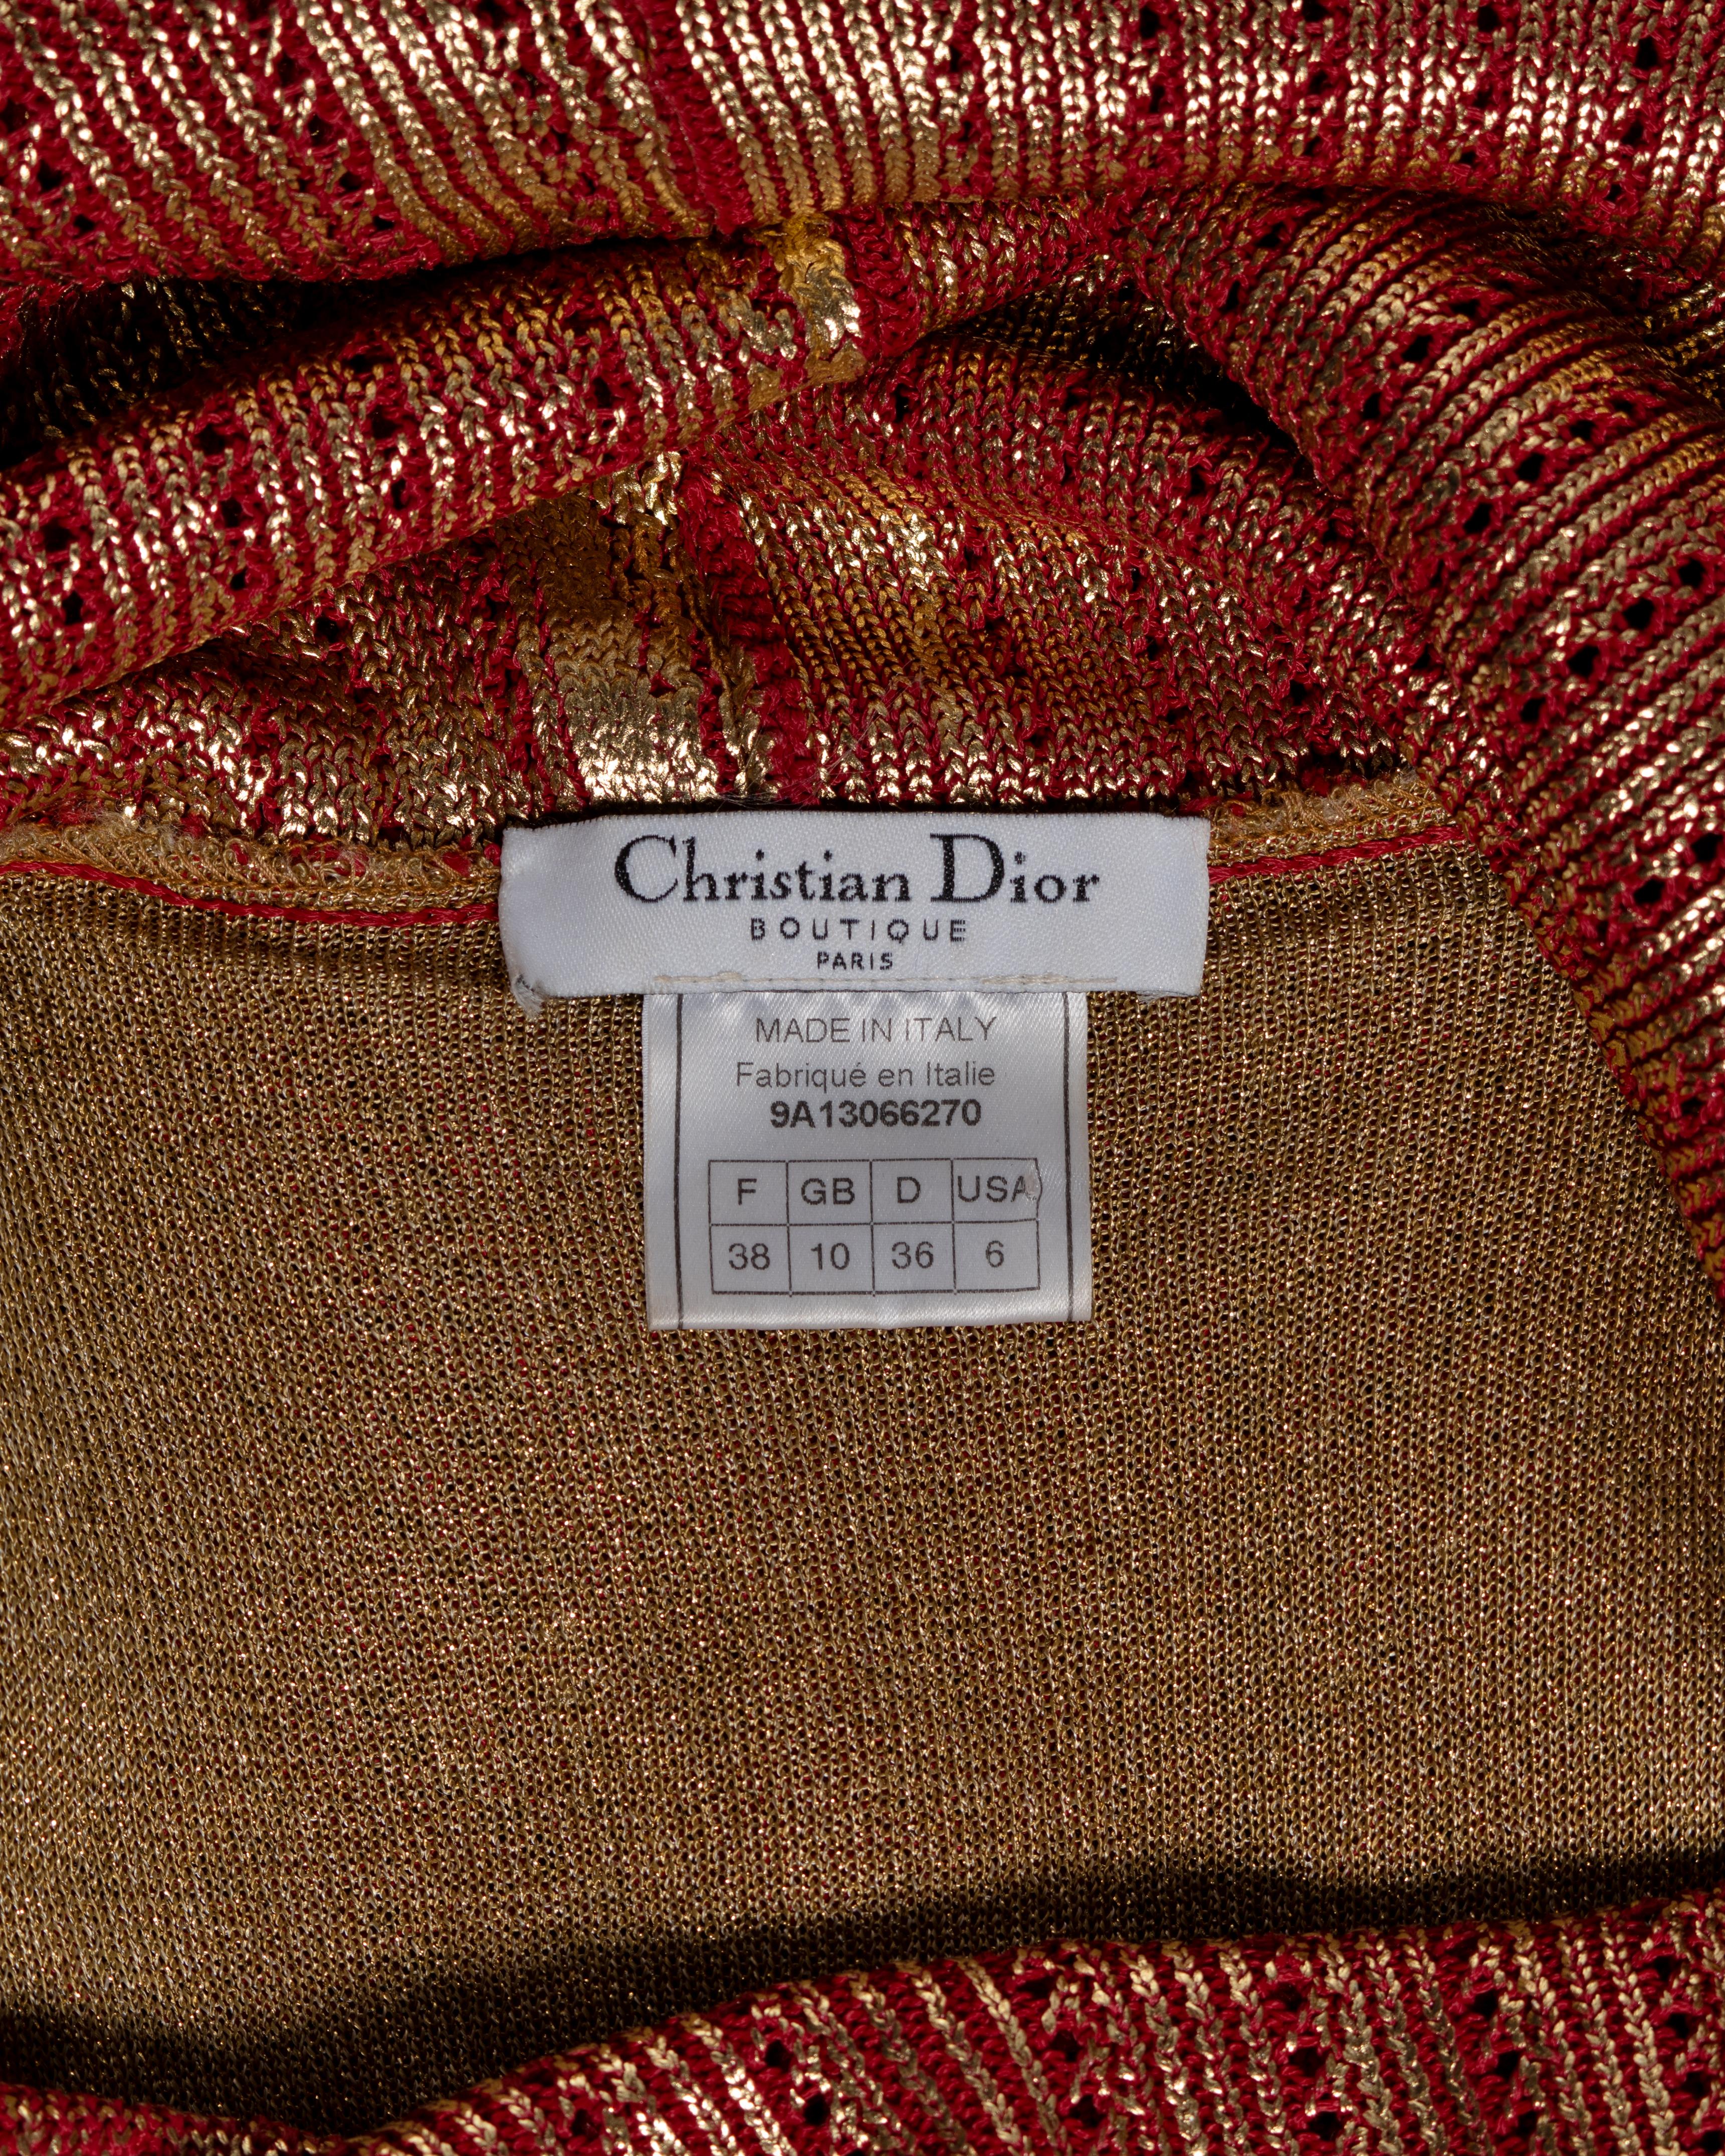 Christian Dior
BOUTIQUE
PARIS
MADE IN ITALY
Fabriqué en Italie
9A13066270
F GB D USA
38 10 36 6